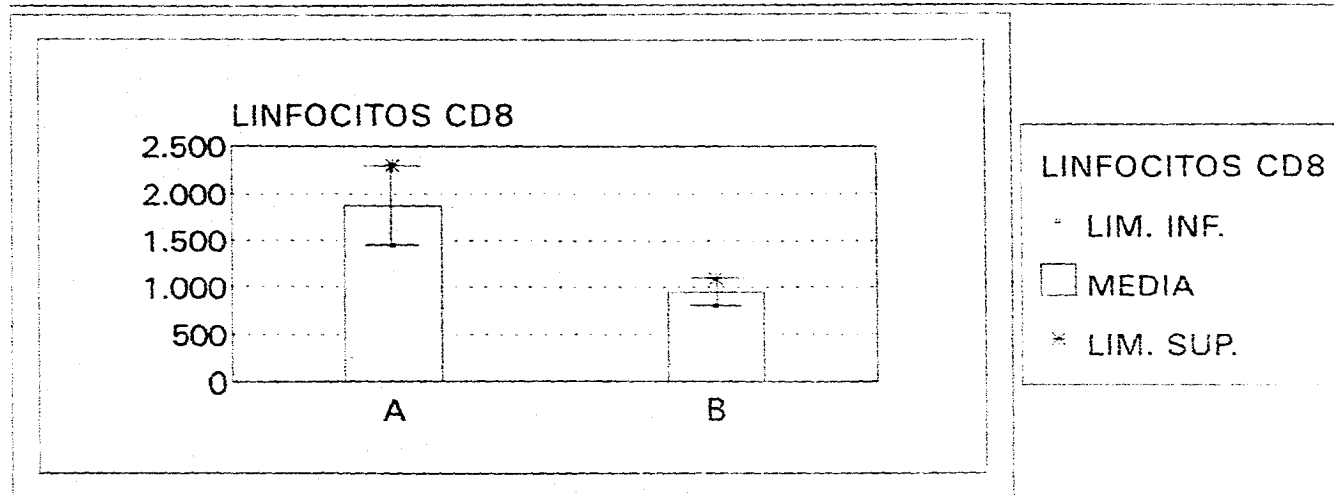 LINFOCITOS CD8
2.500
2.000
1.500
1.000
500
0
A B
LINFOCITOS CD8
LIM. INF.
MEDIA
LIM. SUP.